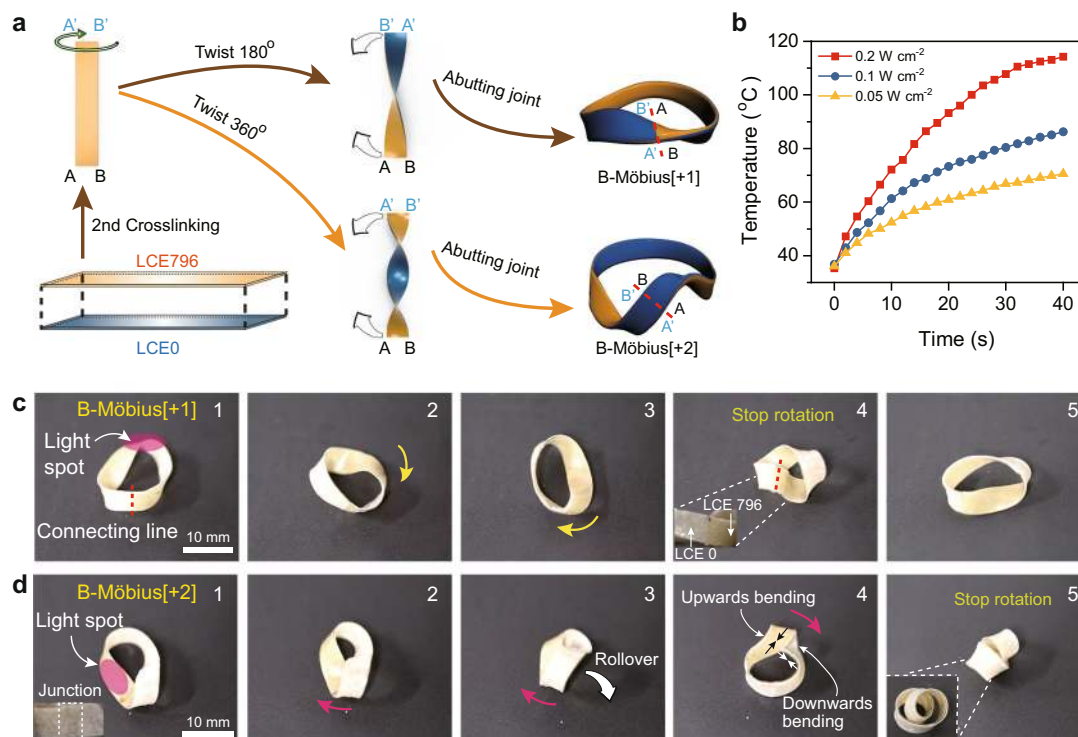 a
A' B'
A B
2nd Crosslinking
LCE796
LCE0
Twist 180°
Twist 360°
B' A'
A B
A' B'
A B
Abutting joint
B' A
A' B
B-Möbius[+1]
Abutting joint
B
B' A
A'
B-Möbius[+2]
b
Temperature (°C)
120
100
80
60
40
0.2 W cm-2
0.1 W cm-2
0.05 W cm-2
0 10 20 30 40
Time (s)
c
B-Möbius[+1]
1
Light
spot
Connecting line
10 mm
2
3
Stop rotation
4
LCE 796
LCE 0
5
d
B-Möbius[+2]
1
Light spot
Junction
10 mm
2
3
Rollover
4
Upwards bending
Downwards
bending
Stop rotation
5